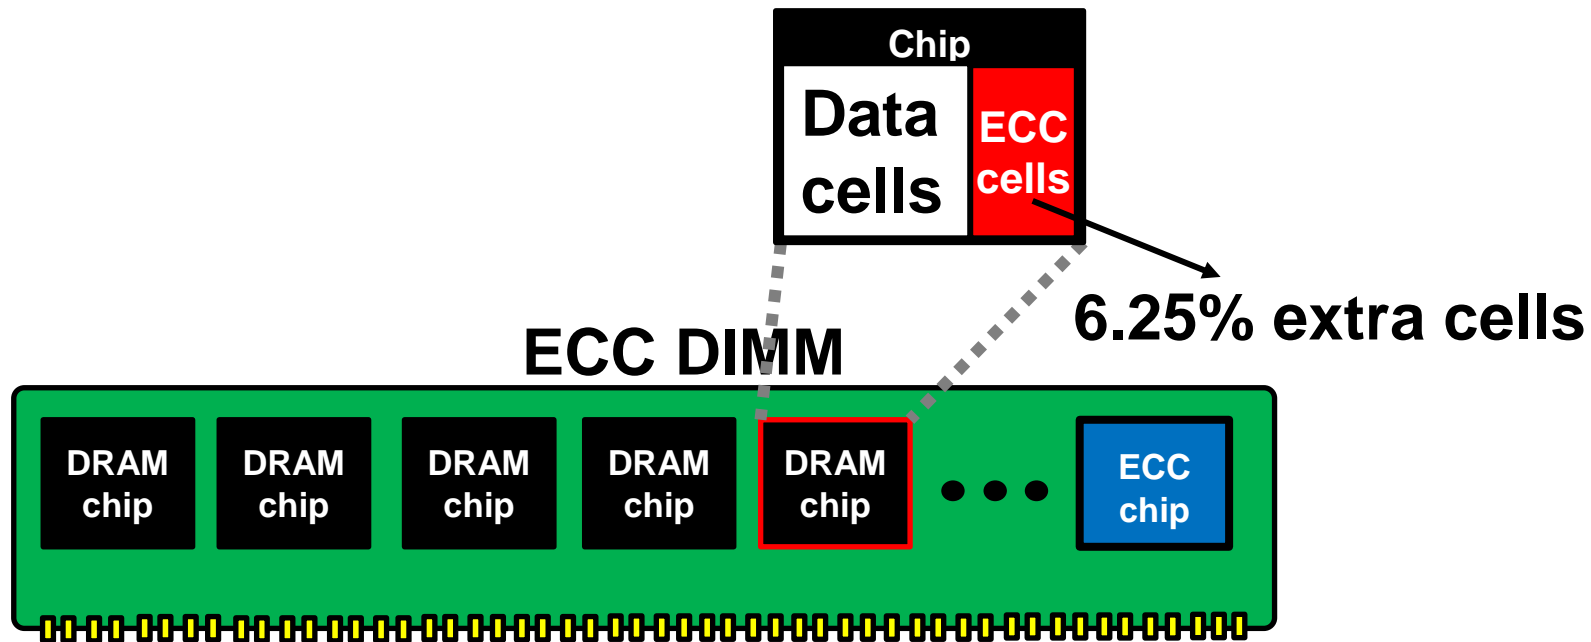 Chip
Data
cells
ECC
cells
6.25% extra cells
ECC DIMM
DRAM
chip
DRAM
chip
DRAM
chip
DRAM
chip
DRAM
chip
ECC
chip